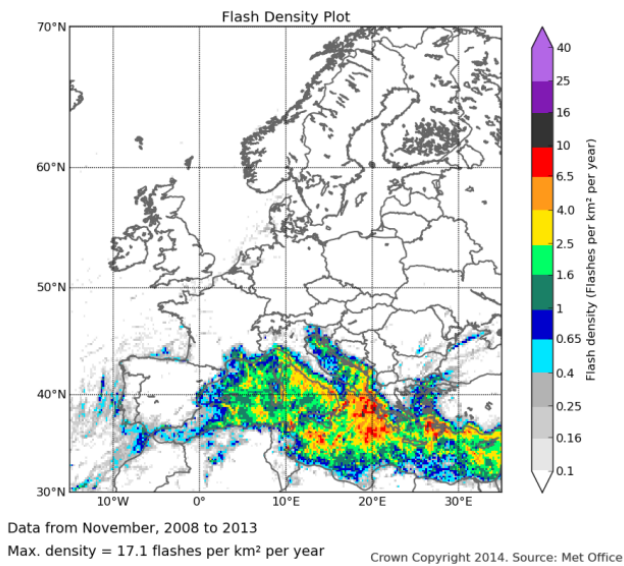 Flash Density Plot
70°N
60°N
50°N
40°N
30°N
10°W
0°
10°E
20°E
30°E
40
25
16
10
6.5
4.0
2.5
1.6
1
0.65
0.4
0.25
0.16
0.1
Flash density (Flashes per km² per year)
Data from November, 2008 to 2013
Max. density = 17.1 flashes per km² per year
Crown Copyright 2014. Source: Met Office